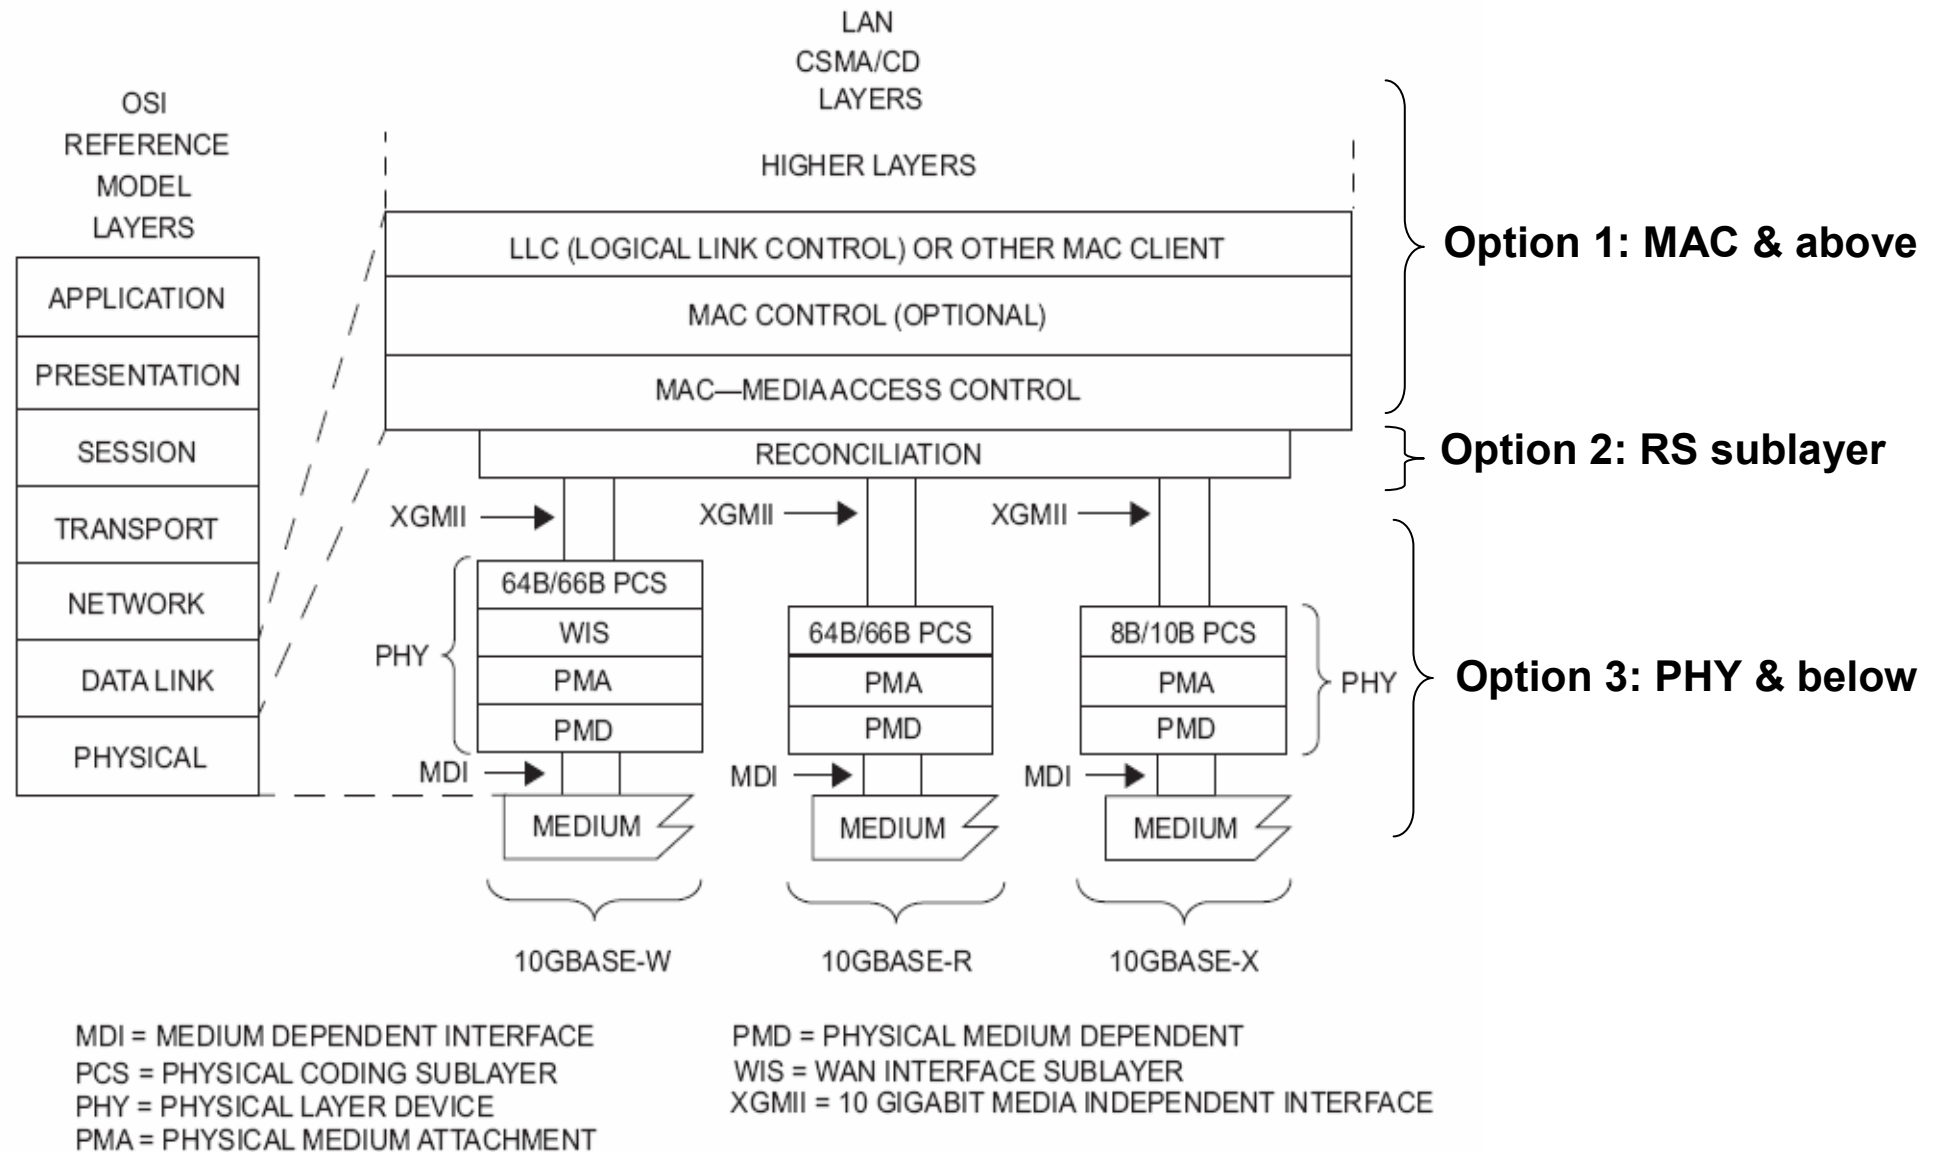 LAN
CSMA/CD
LAYERS
OSI
REFERENCE
MODEL
LAYERS
HIGHER LAYERS
LLC (LOGICAL LINK CONTROL) OR OTHER MAC CLIENT
MAC CONTROL (OPTIONAL)
MAC—MEDIA ACCESS CONTROL
RECONCILIATION
Option 1: MAC & above
Option 2: RS sublayer
Option 3: PHY & below
APPLICATION
PRESENTATION
SESSION
TRANSPORT
NETWORK
DATA LINK
PHYSICAL
XGMII
XGMII
XGMII
PHY
64B/66B PCS
WIS
PMA
PMD
MDI
MEDIUM
10GBASE-W
64B/66B PCS
PMA
PMD
MDI
MEDIUM
10GBASE-R
8B/10B PCS
PMA
PMD
PHY
MDI
MEDIUM
10GBASE-X
MDI = MEDIUM DEPENDENT INTERFACE
PCS = PHYSICAL CODING SUBLAYER
PHY = PHYSICAL LAYER DEVICE
PMA = PHYSICAL MEDIUM ATTACHMENT
PMD = PHYSICAL MEDIUM DEPENDENT
WIS = WAN INTERFACE SUBLAYER
XGMII = 10 GIGABIT MEDIA INDEPENDENT INTERFACE